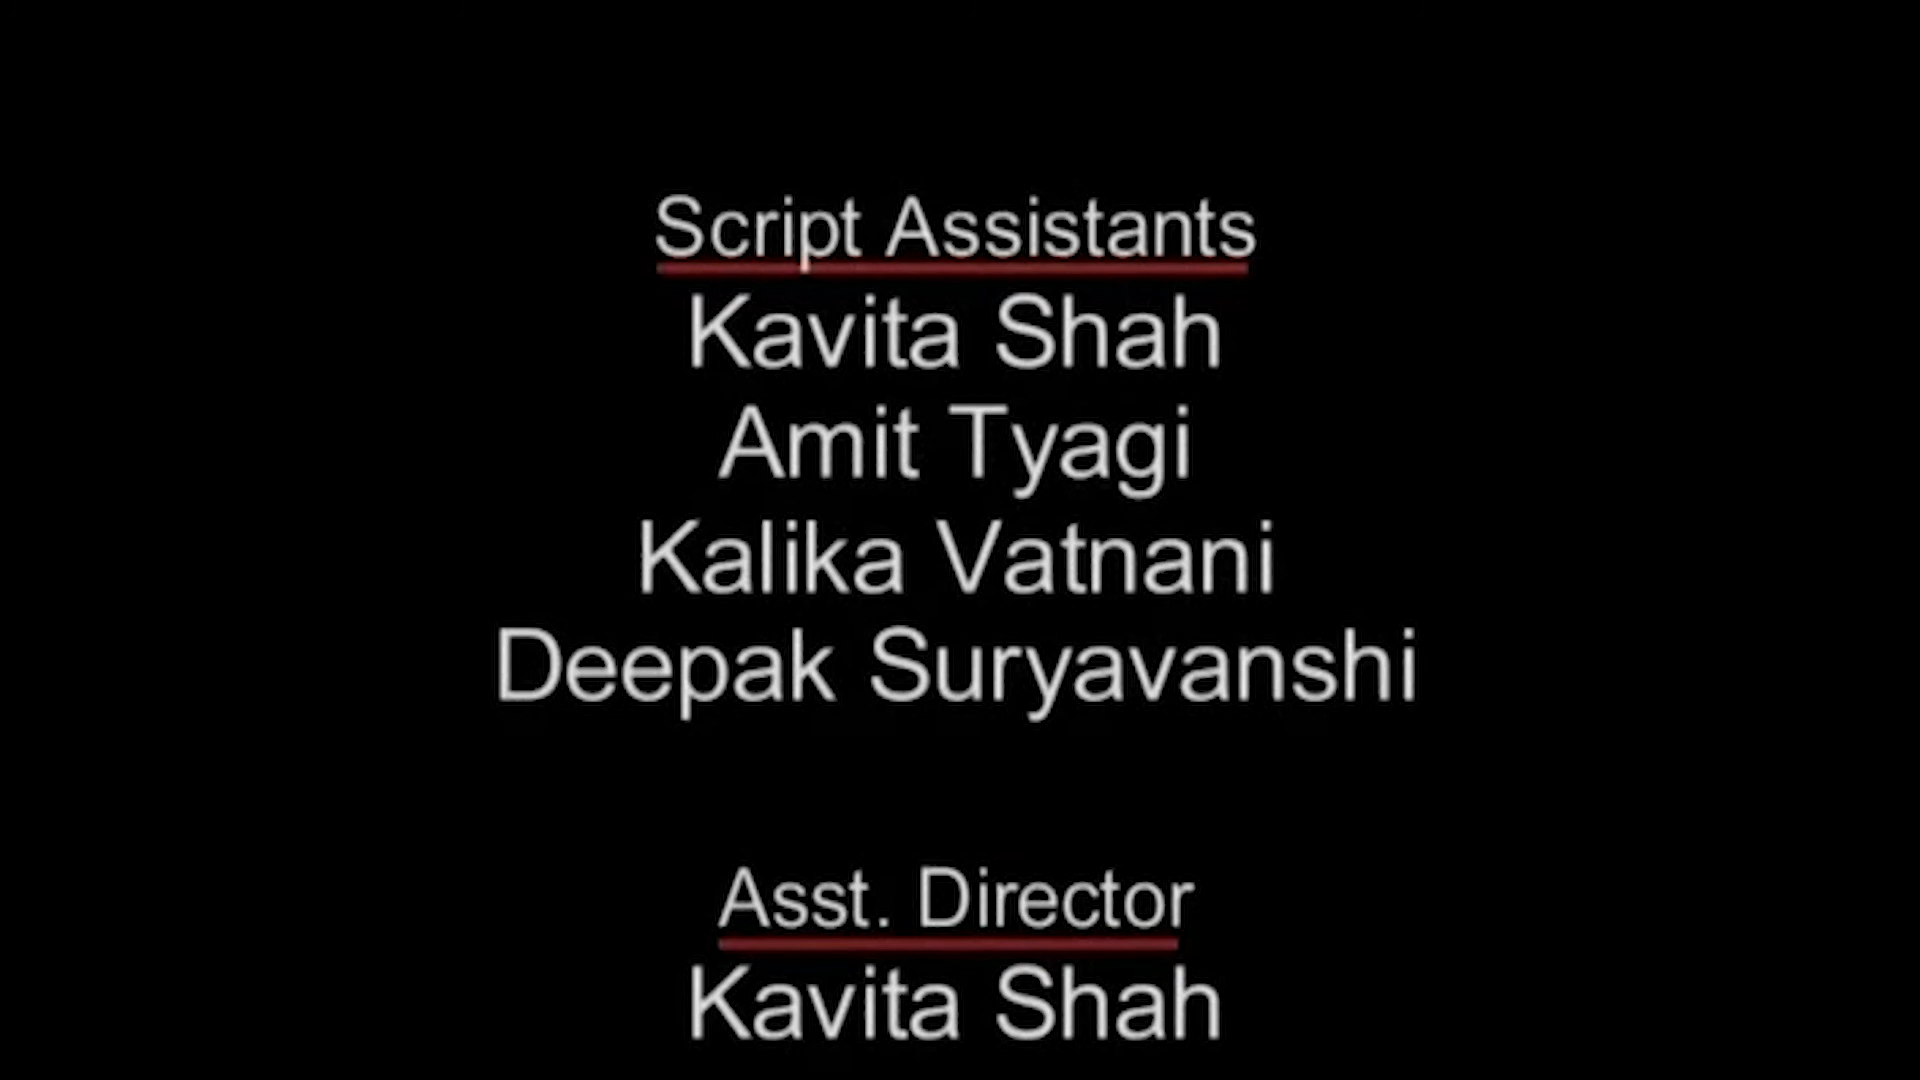 Script Assistants
Kavita Shah
Amit Tyagi
Kalika Vatnani
Deepak Suryavanshi
Asst. Director
Kavita Shah